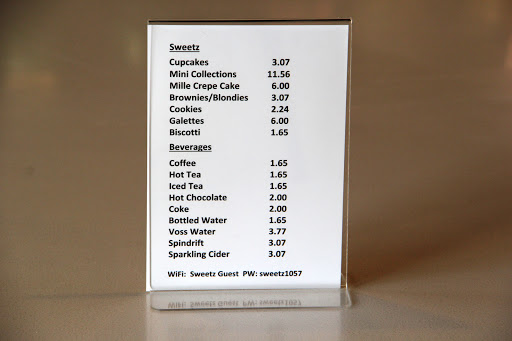 Sweetz
Cupcakes 3.07
Mini Collections 11.56
Mille Crepe Cake 6.00
Brownies/Blondies 3.07
Cookies 2.24
Galettes 6.00
Biscotti 1.65
Beverages
Coffee 1.65
Hot Tea 1.65
Iced Tea 1.65
Hot Chocolate 2.00
Coke 2.00
Bottled Water 1.65
Voss Water 3.77
Spindrift 3.07
Sparkling Cider 3.07
WiFi: Sweetz Guest PW: sweetz1057